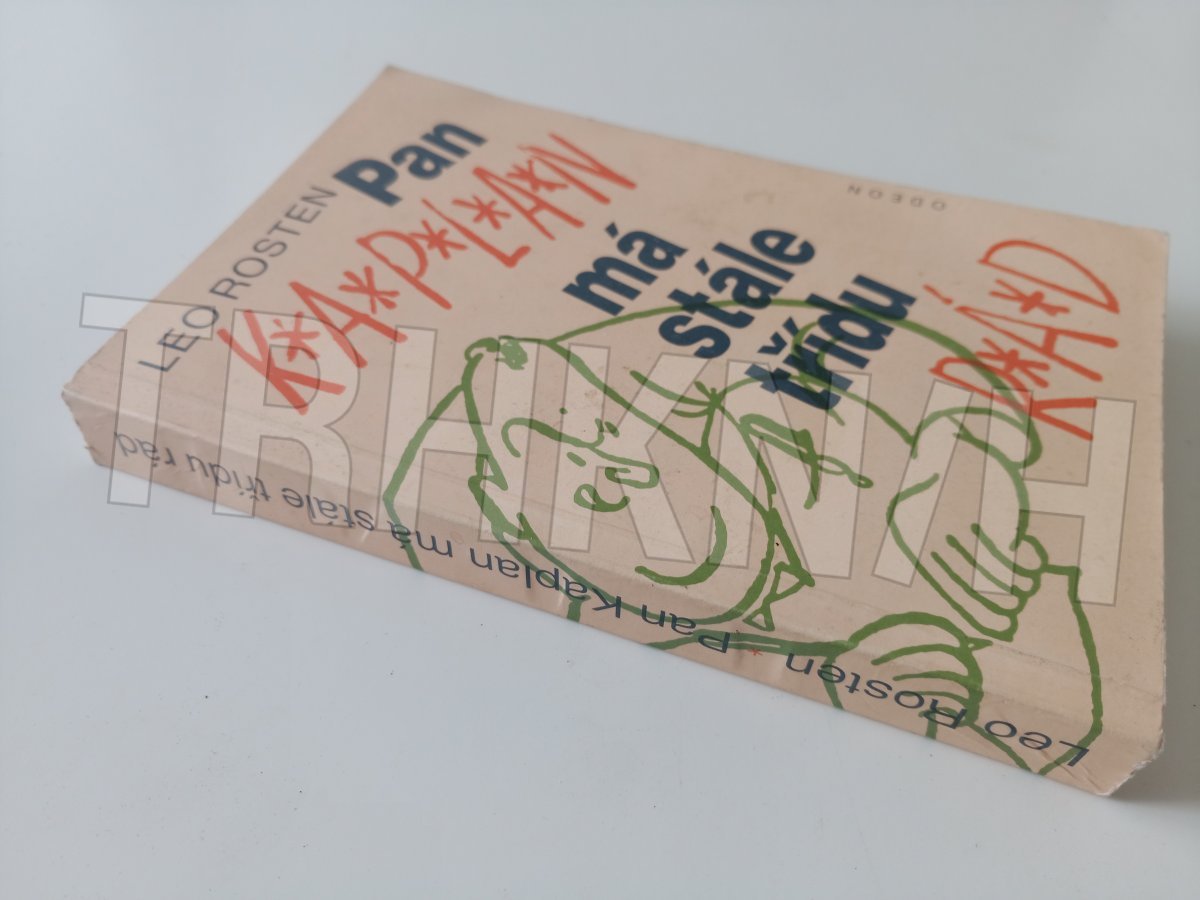 LEO ROSTEN
Pan
K*A*P*L*A*N
má
stále
třídu
R*Á*D
ODEON
Leo Rosten * Pan Kaplan má stále třídu rád
TRHKNIH